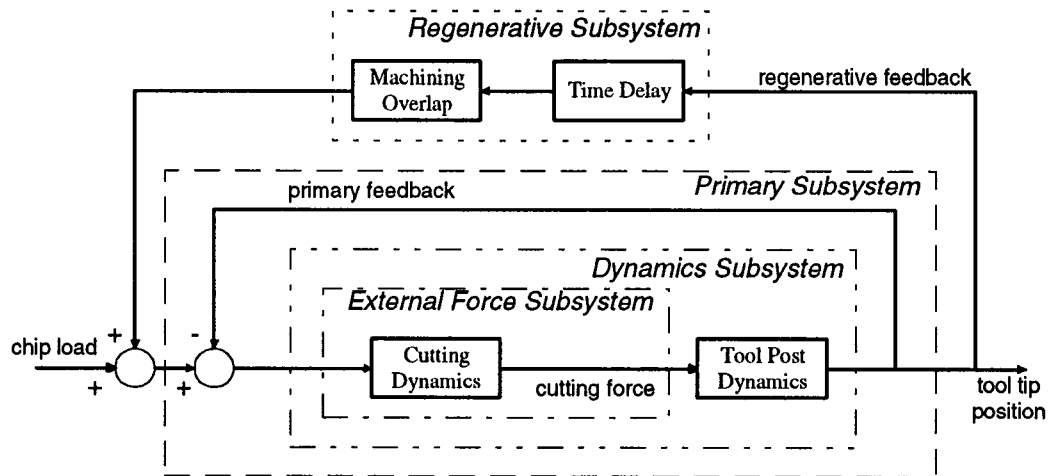 Regenerative Subsystem
Machining
Overlap
Time Delay
regenerative feedback
primary feedback
Primary Subsystem
Dynamics Subsystem
External Force Subsystem
chip load
+
+
-
+
Cutting
Dynamics
cutting force
Tool Post
Dynamics
tool tip
position